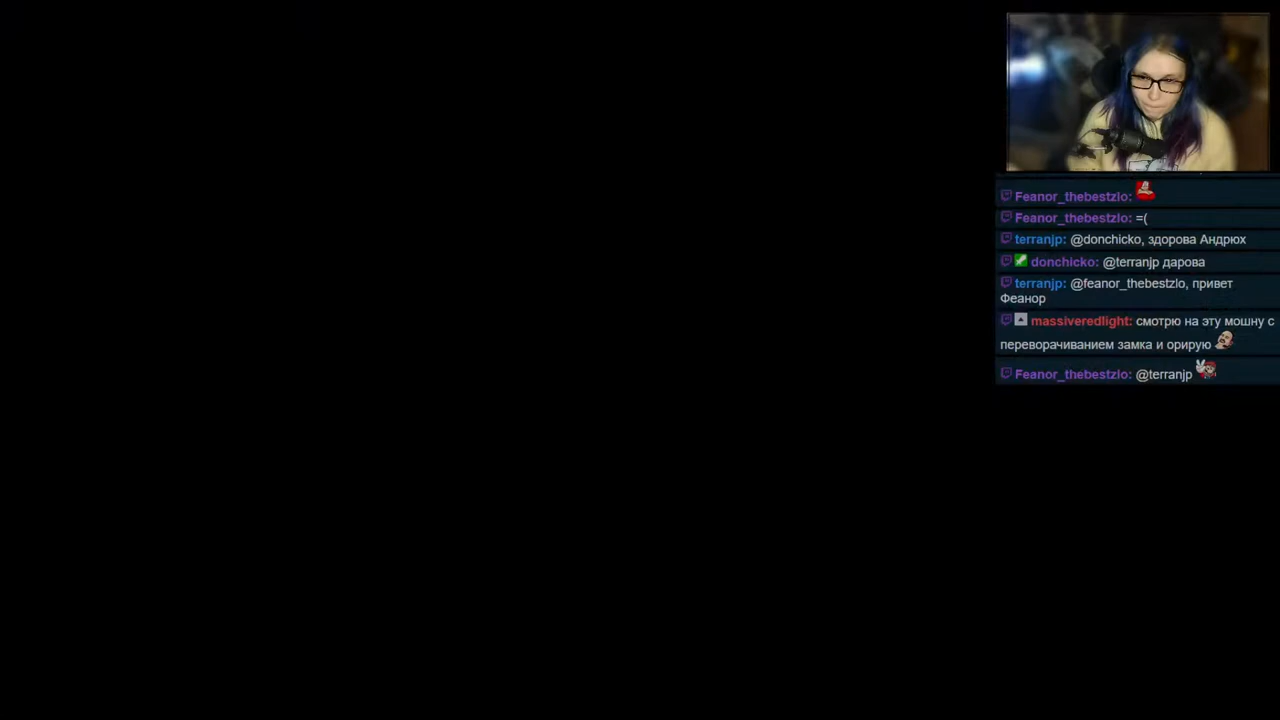 Feanor_thebestzlo:
Feanor_thebestzlo: =(
terranjp: @donchicko, здорова Андрюх
donchicko: @terranjp дарова
terranjp: @feanor_thebestzlo, привет
Феанор
massiveredlight: смотрю на эту мошну с
переворачиванием замка и орирую
Feanor_thebestzlo: @terranjp